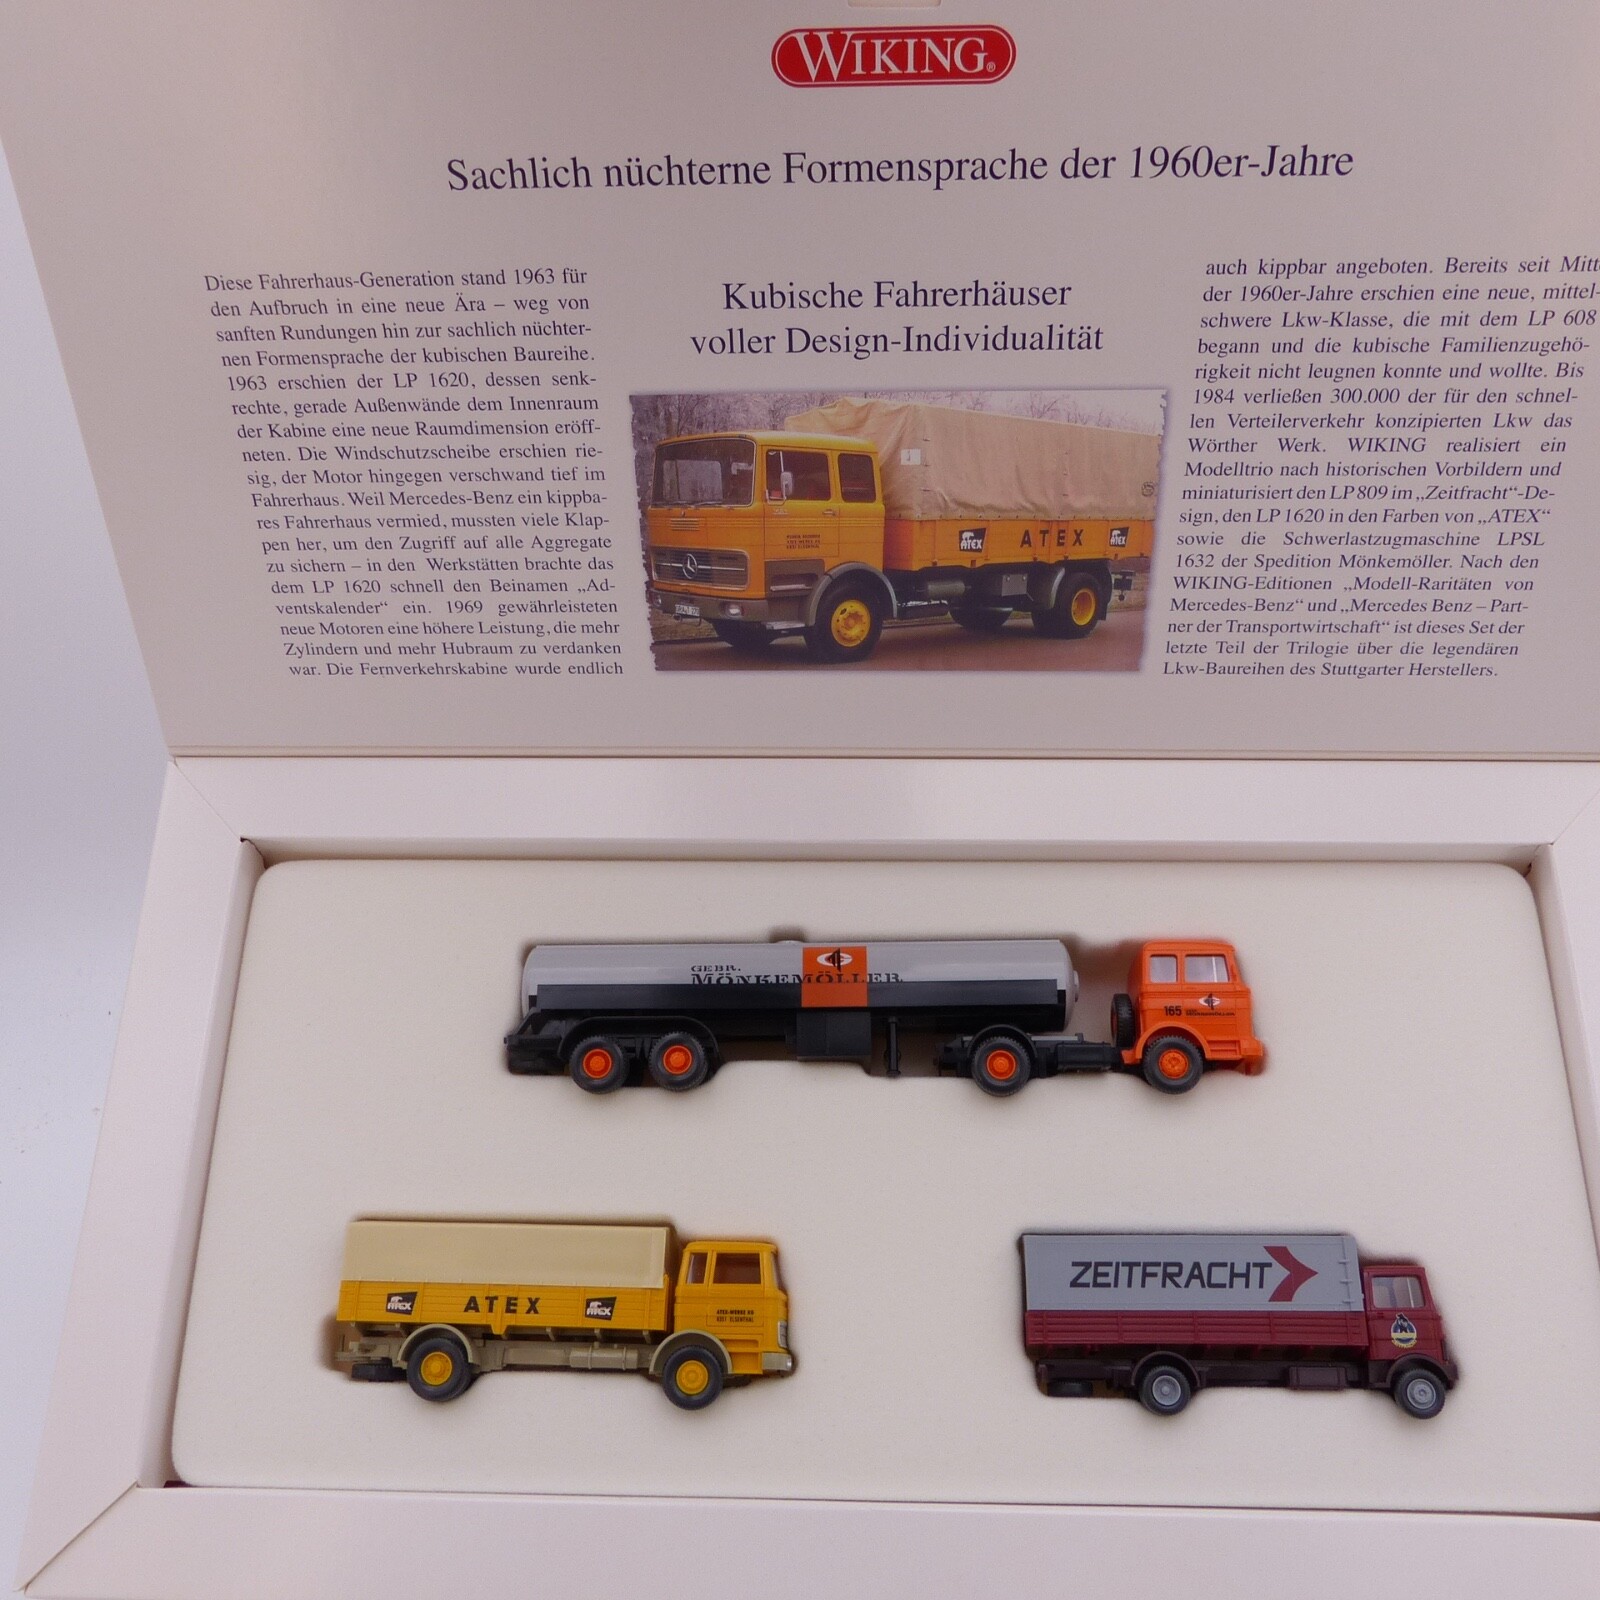 WIKING®
Sachlich nüchterne Formensprache der 1960er-Jahre
Diese Fahrerhaus-Generation stand 1963 für
den Aufbruch in eine neue Ära – weg von
sanften Rundungen hin zur sachlich nüchter-
nen Formensprache der kubischen Baureihe.
1963 erschien der LP 1620, dessen senk-
rechte, gerade Außenwände dem Innenraum
der Kabine eine neue Raumdimension eröff-
neten. Die Windschutzscheibe erschien rie-
sig, der Motor hingegen verschwand tief im
Fahrerhaus. Weil Mercedes-Benz ein kippba-
res Fahrerhaus vermied, mussten viele Klap-
pen her, um den Zugriff auf alle Aggregate
zu sichern – in den Werkstätten brachte das
dem LP 1620 schnell den Beinamen „Ad-
ventskalender“ ein. 1969 gewährleisteten
neue Motoren eine höhere Leistung, die mehr
Zylindern und mehr Hubraum zu verdanken
war. Die Fernverkehrskabine wurde endlich
Kubische Fahrerhäuser
voller Design-Individualität
ATEX ATEX ATEX
auch kippbar angeboten. Bereits seit Mitte
der 1960er-Jahre erschien eine neue, mittel-
schwere Lkw-Klasse, die mit dem LP 608
begann und die kubische Familienzugehö-
rigkeit nicht leugnen konnte und wollte. Bis
1984 verließen 300.000 der für den schnel-
len Verteilerverkehr konzipierten Lkw das
Wörther Werk. WIKING realisiert ein
Modelltrio nach historischen Vorbildern und
miniaturisiert den LP 809 im „Zeitfracht“-De-
sign, den LP 1620 in den Farben von „ATEX“
sowie die Schwerlastzugmaschine LPSL
1632 der Spedition Mönkemöller. Nach den
WIKING-Editionen „Modell-Raritäten von
Mercedes-Benz“ und „Mercedes Benz – Part-
ner der Transportwirtschaft“ ist dieses Set der
letzte Teil der Trilogie über die legendären
Lkw-Baureihen des Stuttgarter Herstellers.
GEBR.
MÖNKEMÖLLER
165 GEBR.
MÖNKEMÖLLER
ATEX ATEX ATEX
ATEX-WERKE KG
8351 ELSENTHAL
ZEITFRACHT